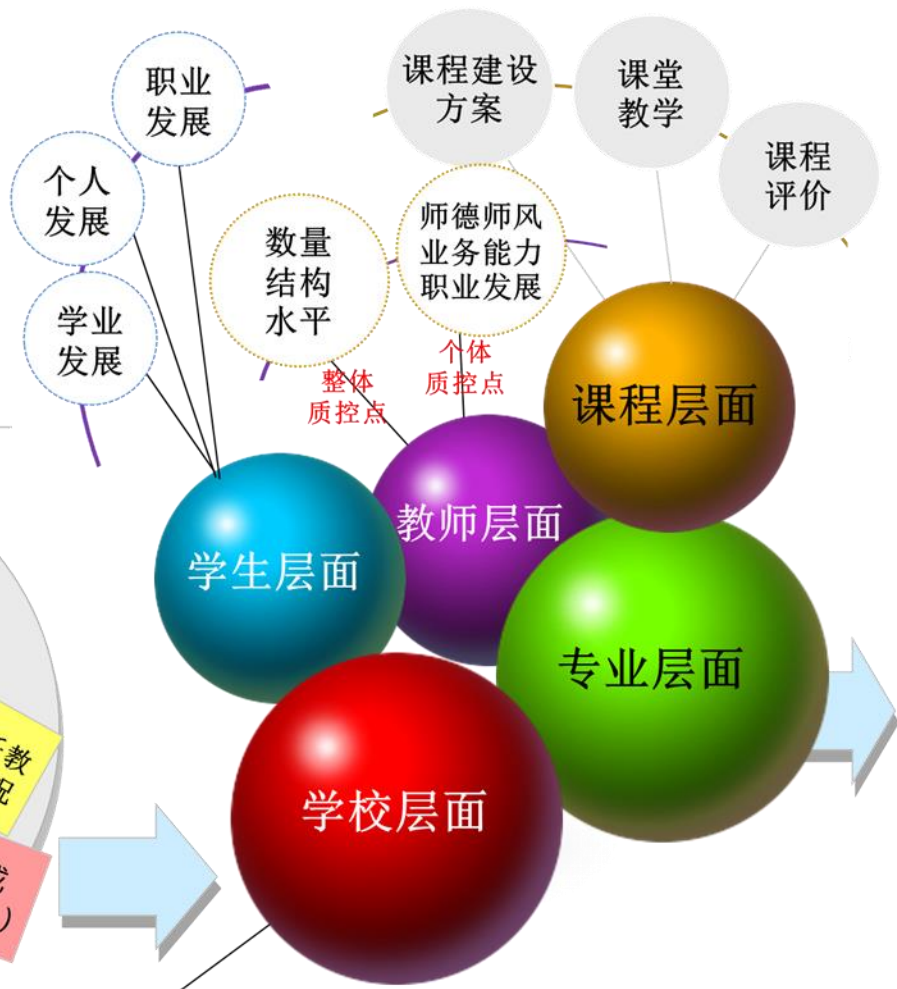 职业
发展
个人
发展
学业
发展
数量
结构
水平
师德师风
业务能力
职业发展
课程建设
方案
课堂
教学
课程
评价
整体
质控点
个体
质控点
课程层面
教师层面
学生层面
专业层面
学校层面
教
况
成
)